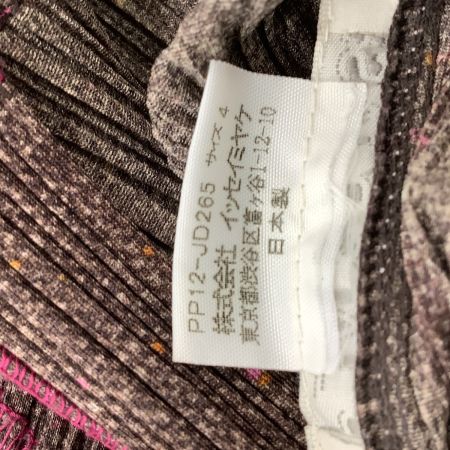 PP12-JD265 サイズ 4
株式会社 イッセイミヤケ
東京都渋谷区富ヶ谷1-12-10
日本製